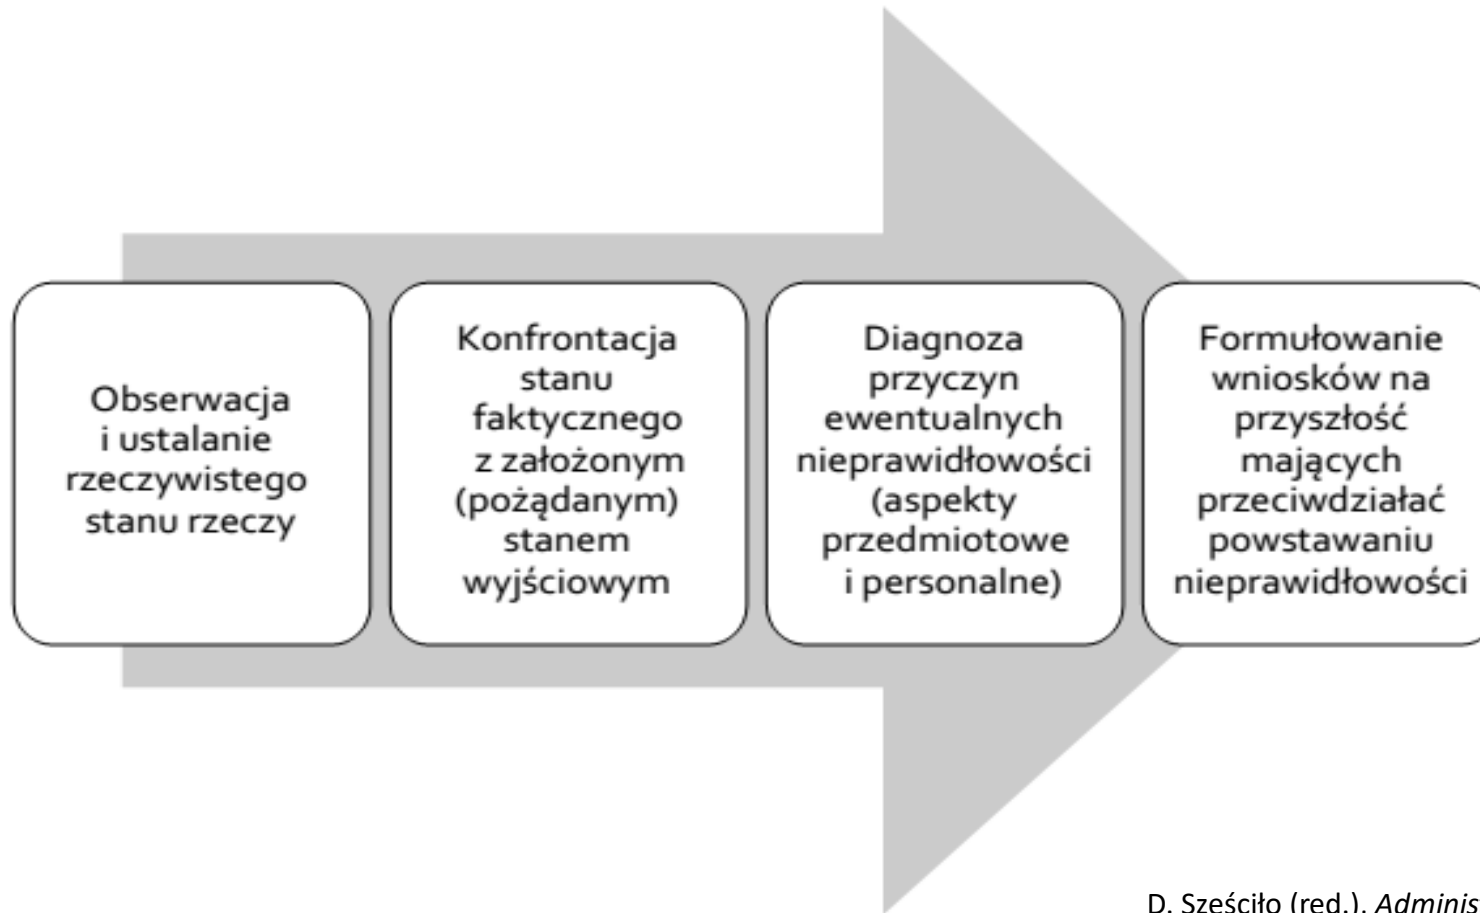 Obserwacja
i ustalanie
rzeczywistego
stanu rzeczy
Konfrontacja
stanu
faktycznego
z założonym
(pożądanym)
stanem
wyjściowym
Diagnoza
przyczyn
ewentualnych
nieprawidłowości
(aspekty
przedmiotowe
i personalne)
Formułowanie
wniosków na
przyszłość
mających
przeciwdziałać
powstawaniu
nieprawidłowości
D. Sześciło (red.), Adminis